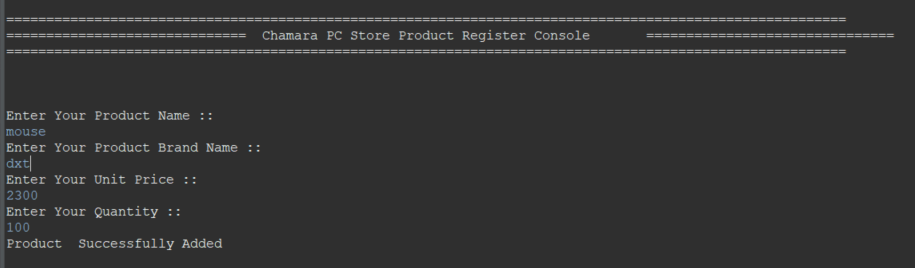 =========================================================================================================
============================== Chamara PC Store Product Register Console ===============================
=========================================================================================================
Enter Your Product Name ::
mouse
Enter Your Product Brand Name ::
dxt
Enter Your Unit Price ::
2300
Enter Your Quantity ::
100
Product  Successfully Added